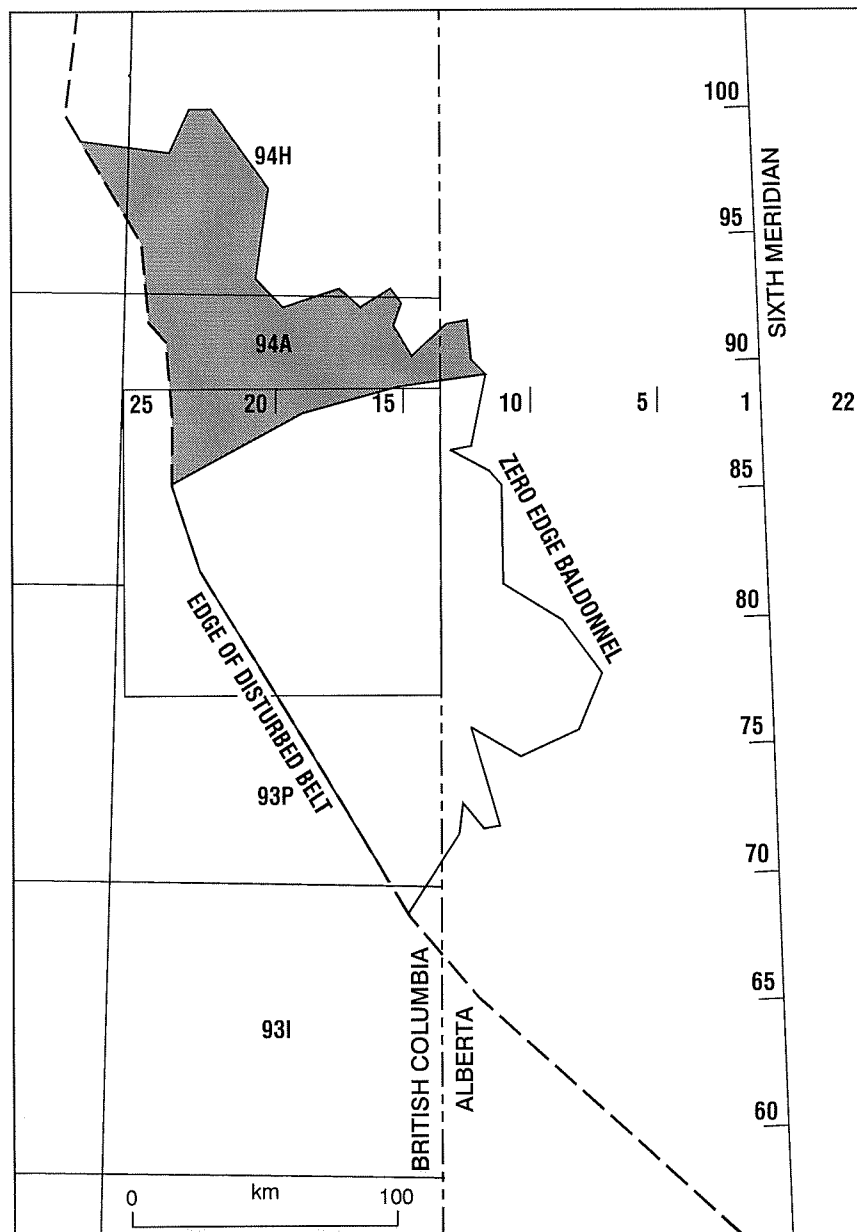 100
SIXTH MERIDIAN
94H
95
94A
90
25
20
15
10
5
1
22
85
ZERO EDGE BALDONNEL
80
EDGE OF DISTURBED BELT
75
93P
70
BRITISH COLUMBIA
ALBERTA
65
93I
60
0 km 100